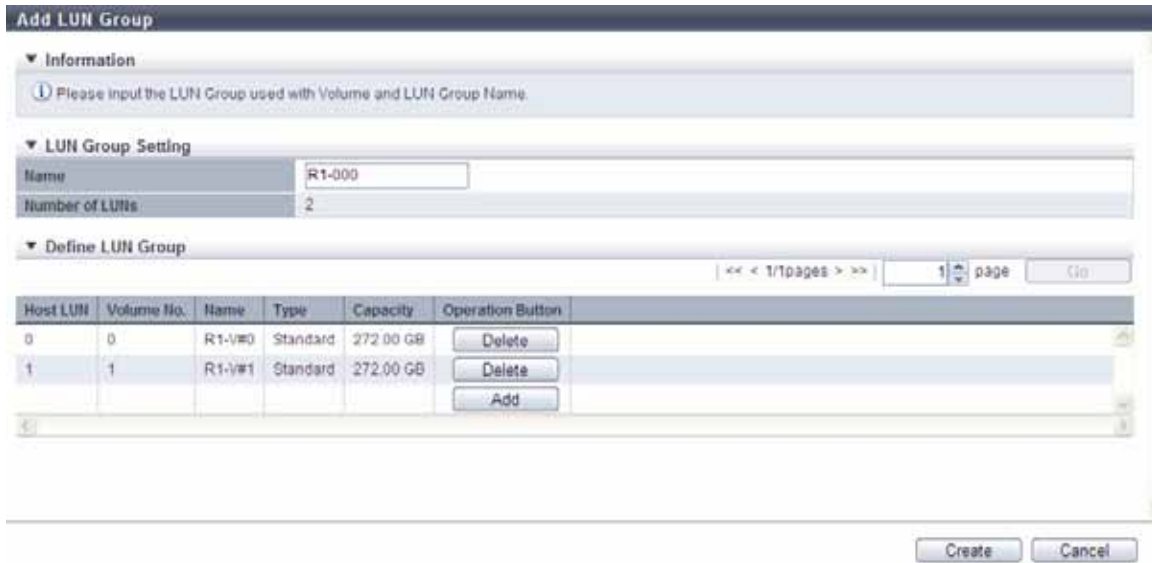 Add LUN Group
Information
Please input the LUN Group used with Volume and LUN Group Name.
LUN Group Setting
Name R1-000
Number of LUNs 2
Define LUN Group
| << < 1/1pages > >> | 1 page Go
Host LUN Volume No. Name Type Capacity Operation Button
0 0 R1-V#0 Standard 272.00 GB Delete
1 1 R1-V#1 Standard 272.00 GB Delete
Add
Create Cancel